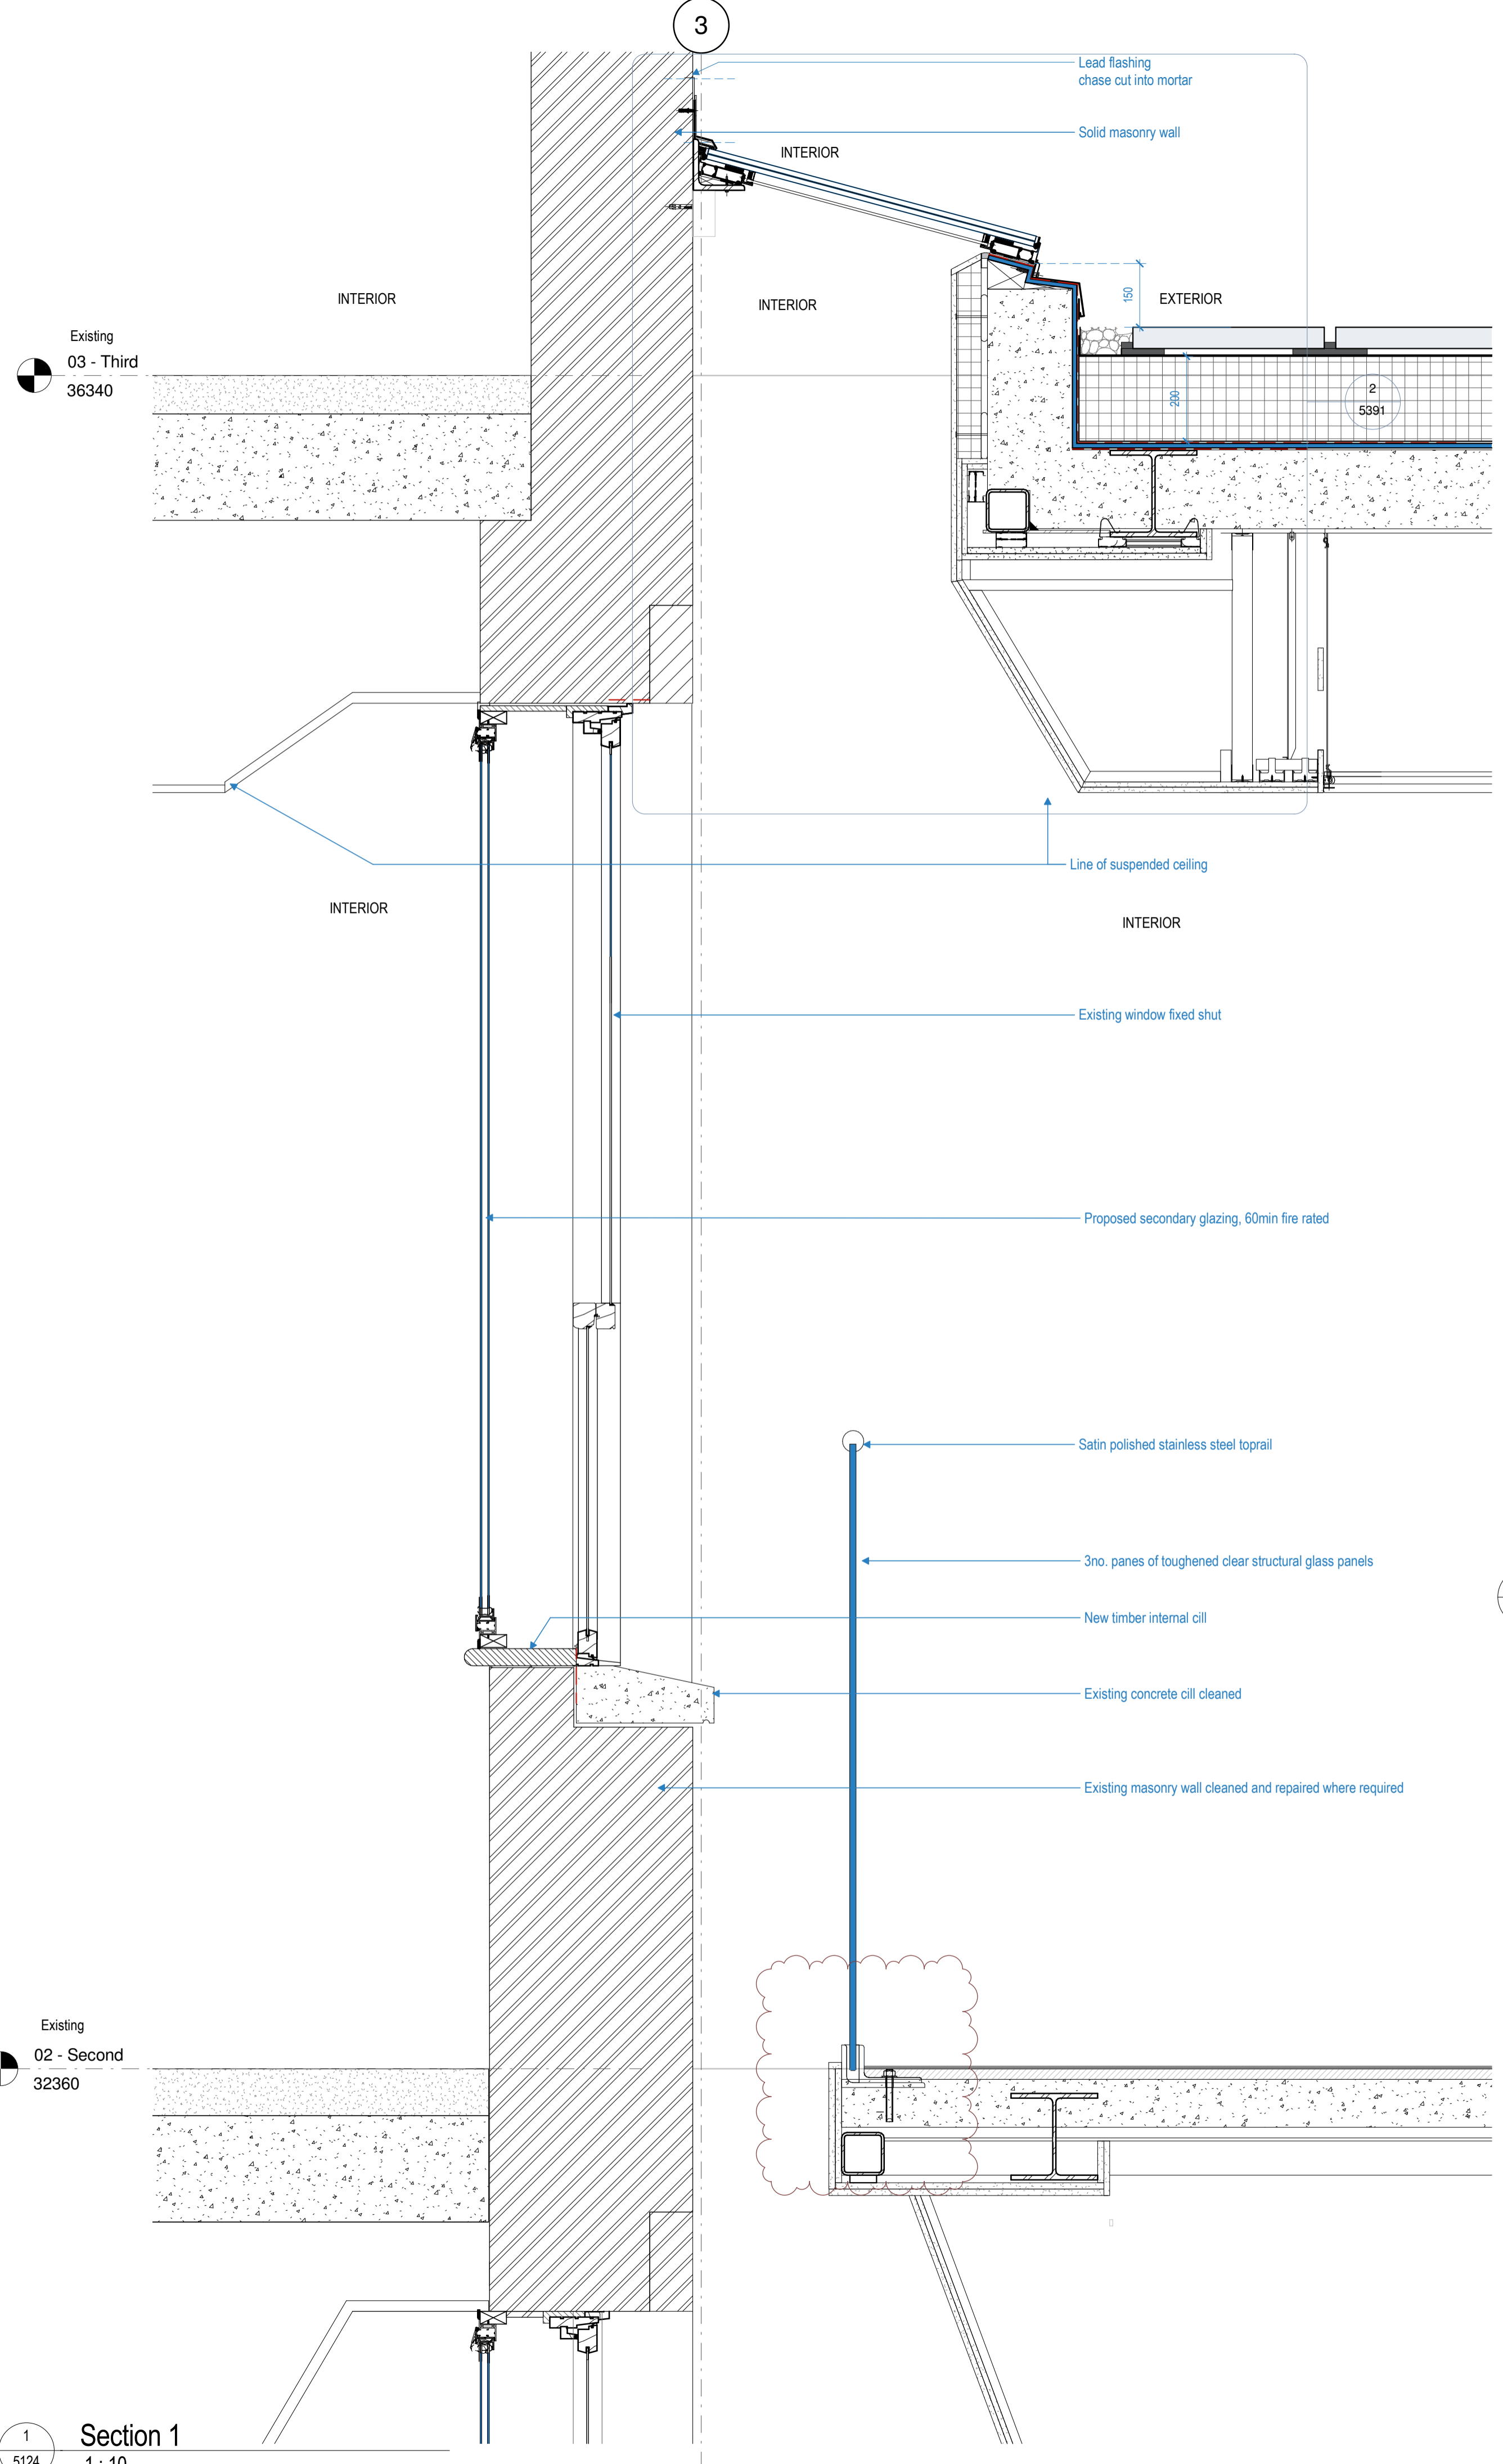 3
Lead flashing
chase cut into mortar
Solid masonry wall
INTERIOR
INTERIOR
INTERIOR
150
EXTERIOR
Existing
03 - Third
36340
200
2
5391
Line of suspended ceiling
INTERIOR
INTERIOR
Existing window fixed shut
Proposed secondary glazing, 60min fire rated
Satin polished stainless steel toprail
3no. panes of toughened clear structural glass panels
New timber internal cill
Existing concrete cill cleaned
Existing masonry wall cleaned and repaired where required
Existing
02 - Second
32360
1
5124
Section 1
1 : 10